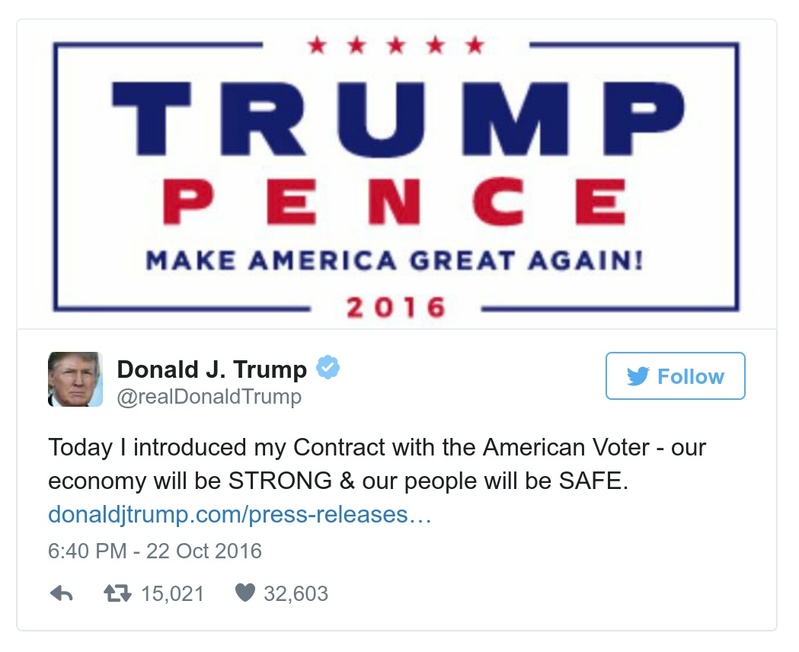 TRUMP
PENCE
MAKE AMERICA GREAT AGAIN!
2016
Donald J. Trump
@realDonaldTrump
Follow
Today I introduced my Contract with the American Voter - our
economy will be STRONG & our people will be SAFE.
donaldjtrump.com/press-releases…
6:40 PM - 22 Oct 2016
15,021 32,603